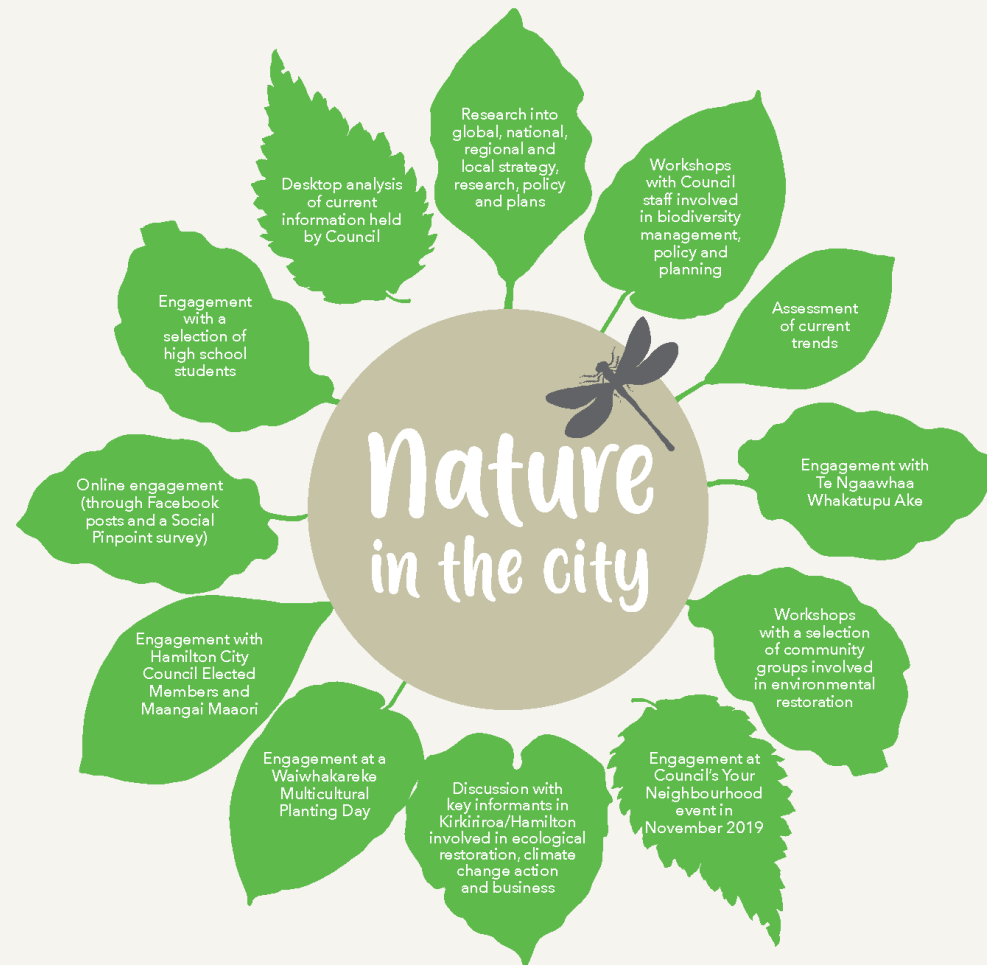 Research into
global, national,
regional and
local strategy,
research, policy
and plans
Workshops
with Council
staff involved
in biodiversity
management,
policy and
planning
Assessment
of current
trends
Engagement with
Te Ngaawhaa
Whakatupu Ake
Workshops
with a selection
of community
groups involved
in environmental
restoration
Engagement at
Council's Your
Neighbourhood
event in
November 2019
Discussion with
key informants in
Kirkiriroa/Hamilton
involved in ecological
restoration, climate
change action
and business
Engagement at a
Waiwhakareke
Multicultural
Planting Day
Engagement with
Hamilton City
Council Elected
Members and
Maangai Maaori
Online engagement
(through Facebook
posts and a Social
Pinpoint survey)
Engagement
with a
selection of
high school
students
Desktop analysis
of current
information held
by Council
Nature
in the city